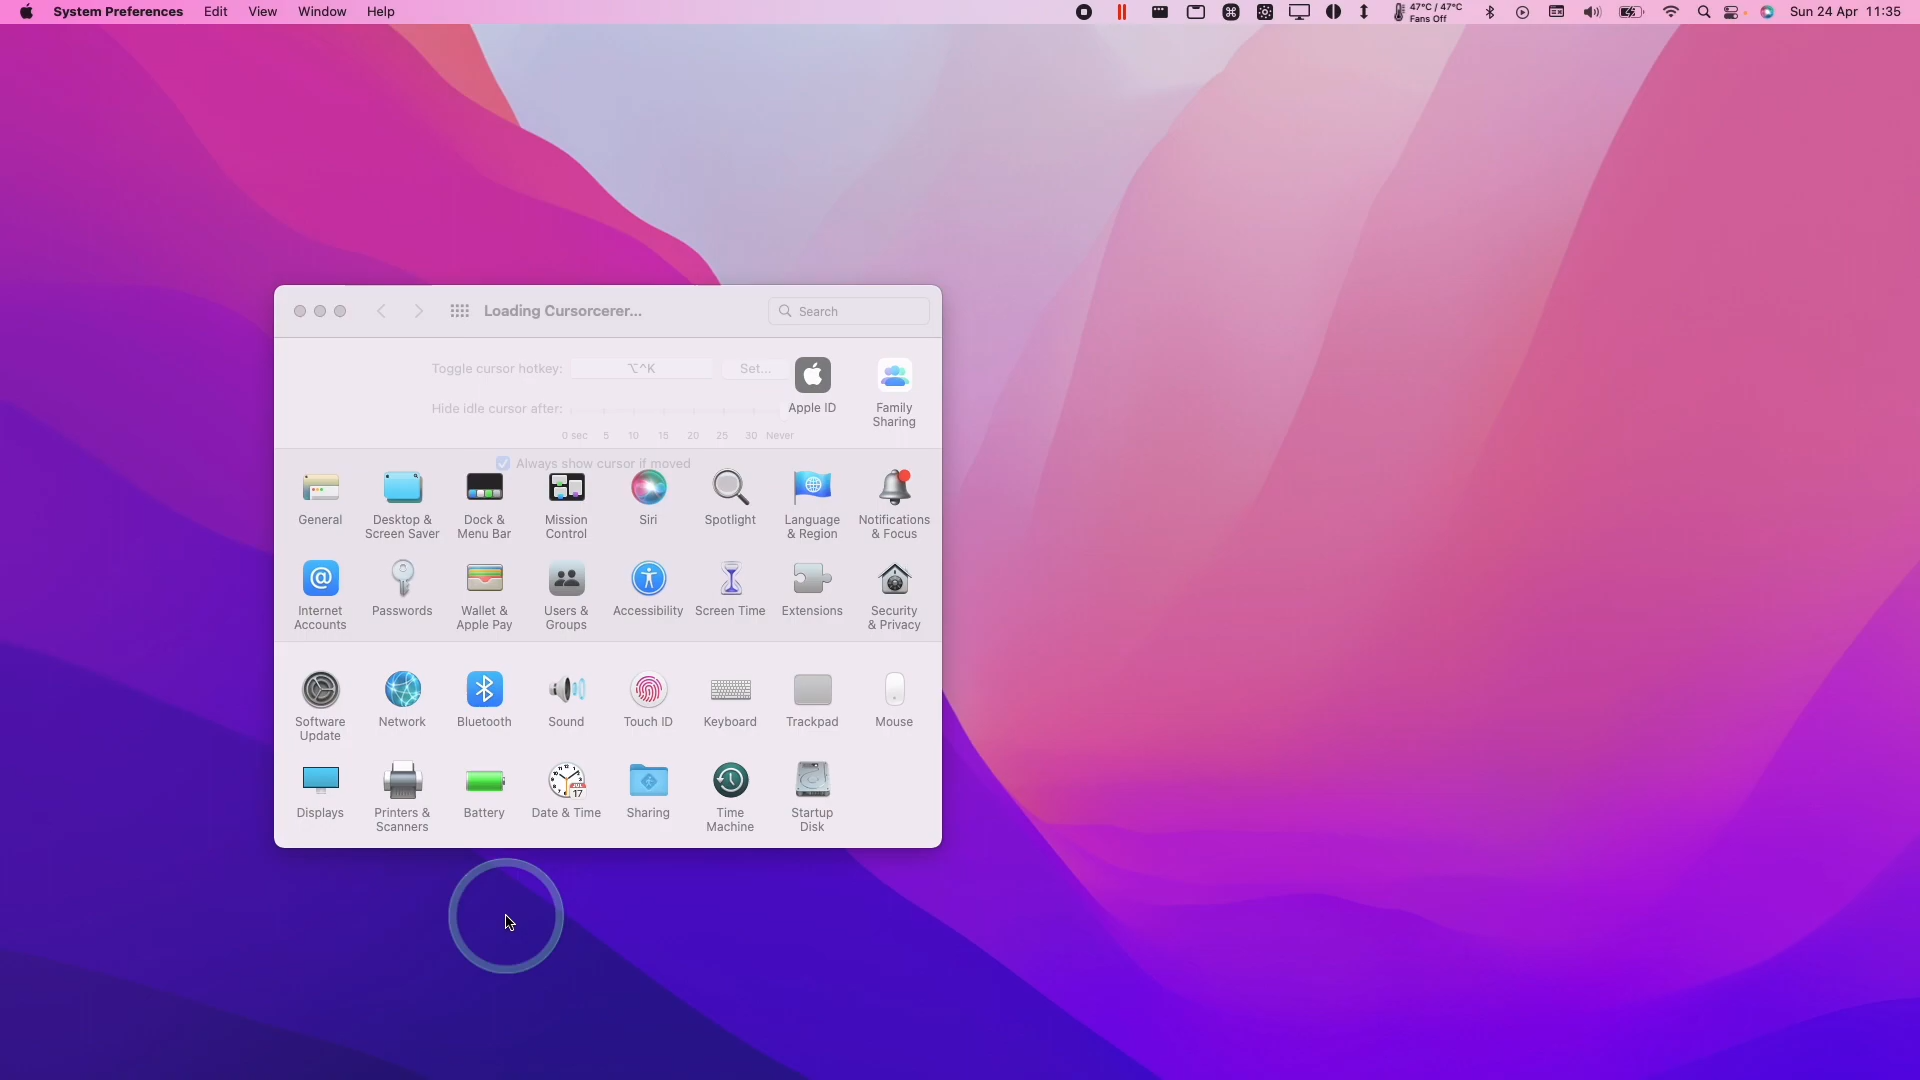 System Preferences Edit View Window Help 47°C / 47°C Sun 24 Apr 11:35
Fans Off
Loading Cursorcerer... Search
Toggle cursor hotkey: ⌥^K Set...
Hide idle cursor after:
0 sec 5 10 15 20 25 30 Never
Always show cursor if moved
Apple ID Family
Sharing
General Desktop & Dock & Mission Siri Spotlight Language Notifications
Screen Saver Menu Bar Control & Region & Focus
Internet Passwords Wallet & Users & Accessibility Screen Time Extensions Security
Accounts Apple Pay Groups & Privacy
Software Network Bluetooth Sound Touch ID Keyboard Trackpad Mouse
Update
JUL
17
Displays Printers & Battery Date & Time Sharing Time Startup
Scanners Machine Disk